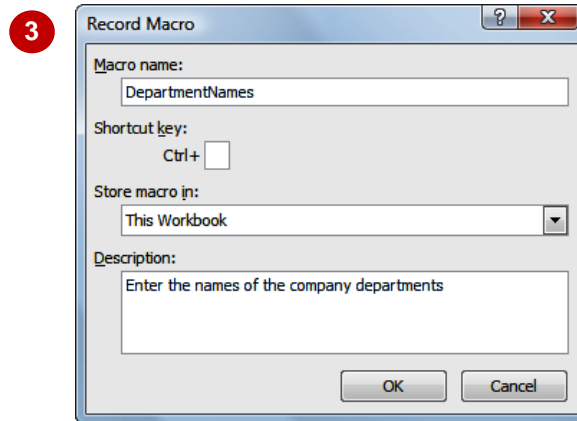 3
Record Macro
Macro name:
DepartmentNames
Shortcut key:
Ctrl+
Store macro in:
This Workbook
Description:
Enter the names of the company departments
OK Cancel